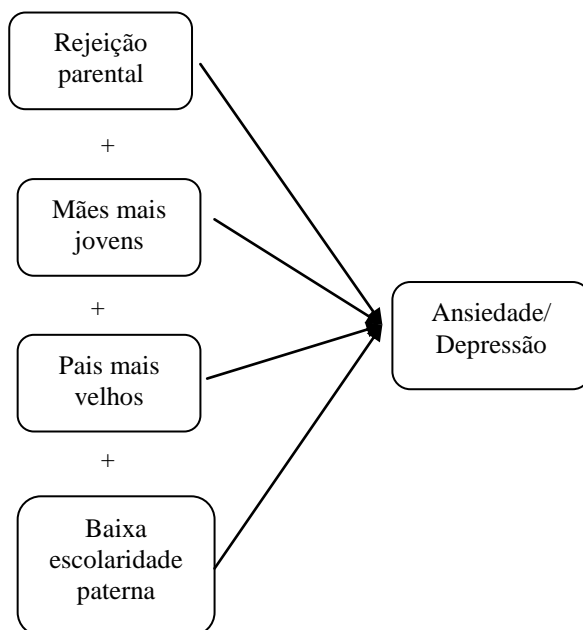 Rejeição
parental
+
Mães mais
jovens
+
Pais mais
velhos
+
Baixa
escolaridade
paterna
Ansiedade/
Depressão